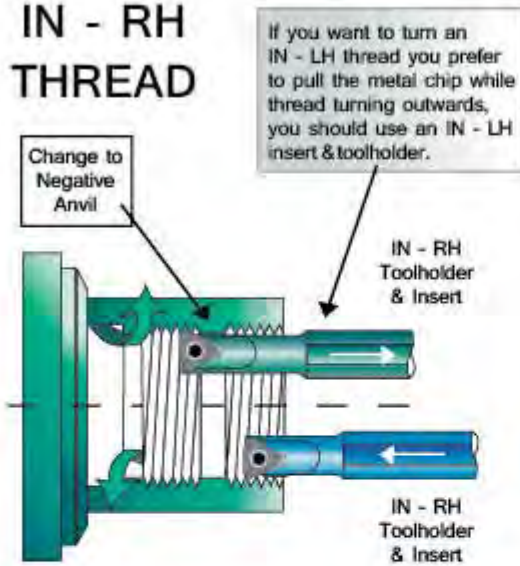 IN - RH
THREAD
If you want to turn an
IN - LH thread you prefer
to pull the metal chip while
thread turning outwards,
you should use an IN - LH
insert & toolholder.
Change to
Negative
Anvil
IN - RH
Toolholder
& Insert
IN - RH
Toolholder
& Insert